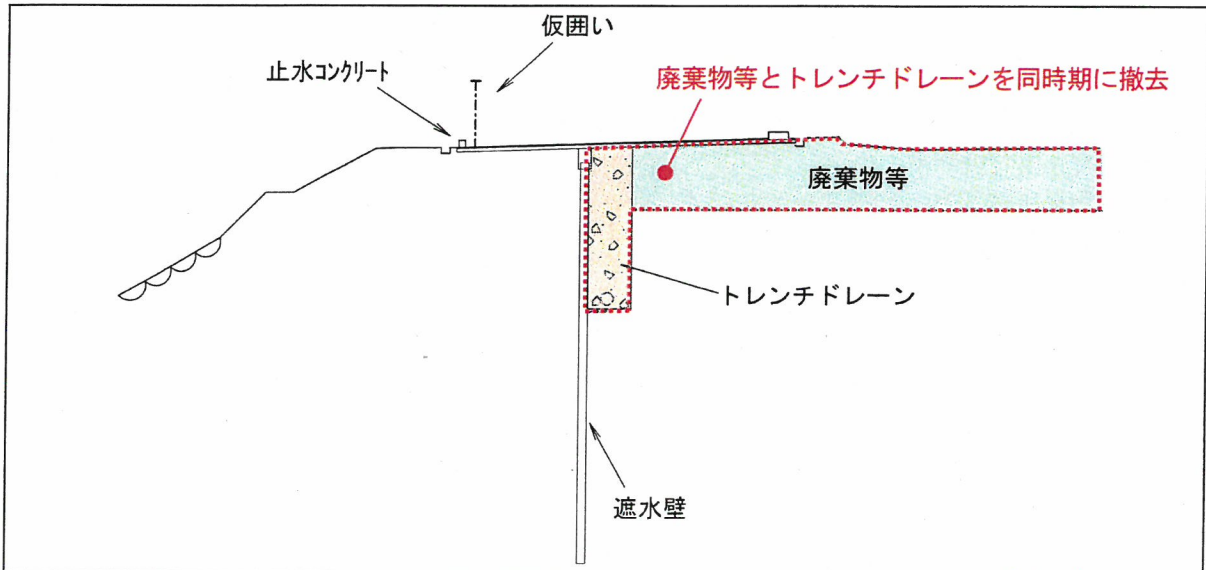 仮囲い
止水コンクリート
廃棄物等とトレンチドレーンを同時期に撤去
廃棄物等
トレンチドレーン
遮水壁